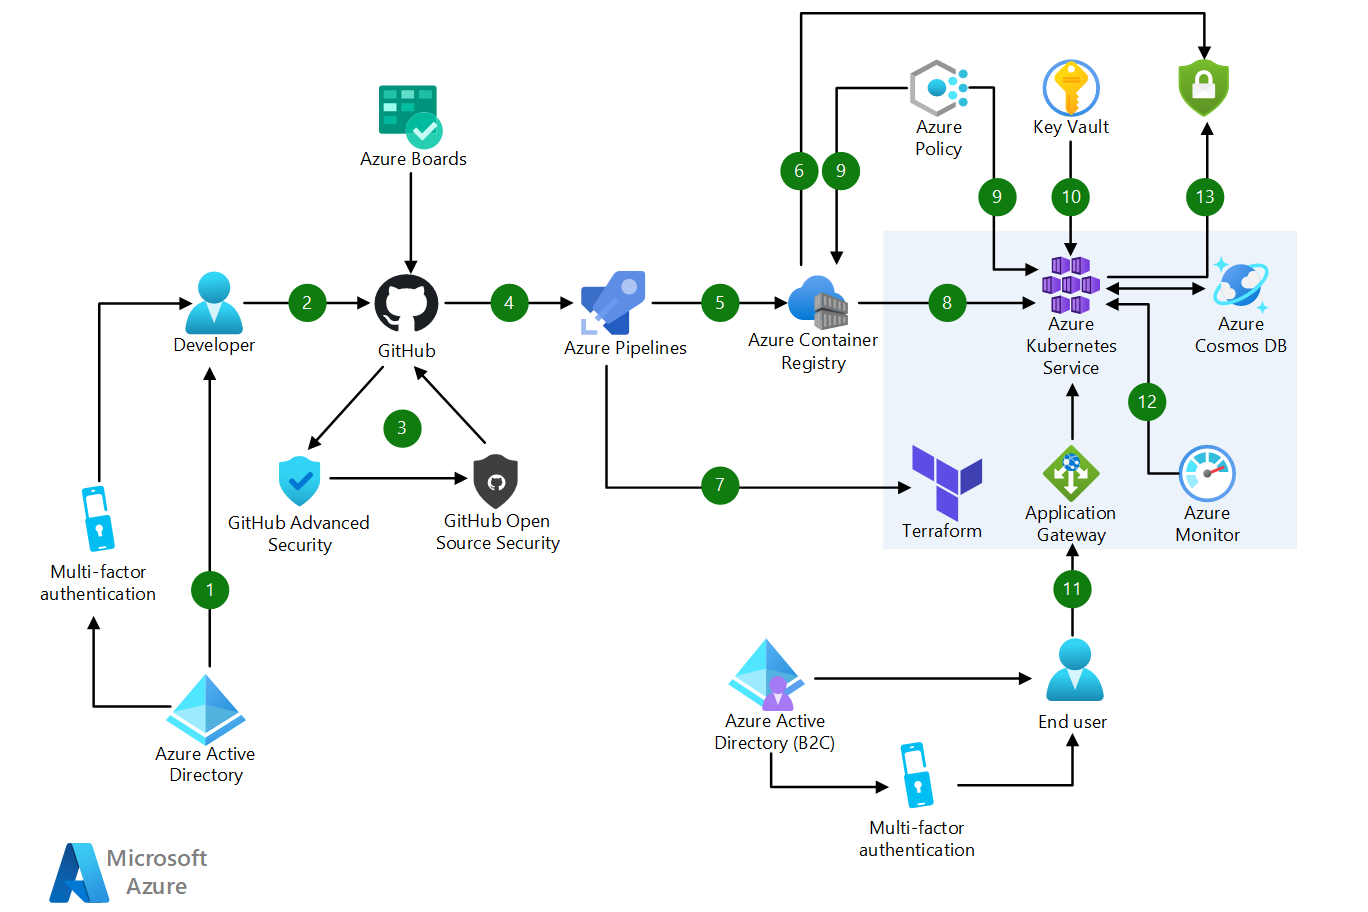 Azure
Policy
Key Vault
Azure Boards
6
9
9
10
13
2
4
5
8
Developer
GitHub
Azure Pipelines
Azure Container
Registry
Azure
Kubernetes
Service
Azure
Cosmos DB
3
12
7
GitHub Advanced
Security
GitHub Open
Source Security
Terraform
Application
Gateway
Azure
Monitor
Multi-factor
authentication
1
11
Azure Active
Directory
Azure Active
Directory (B2C)
End user
Multi-factor
authentication
Microsoft
Azure